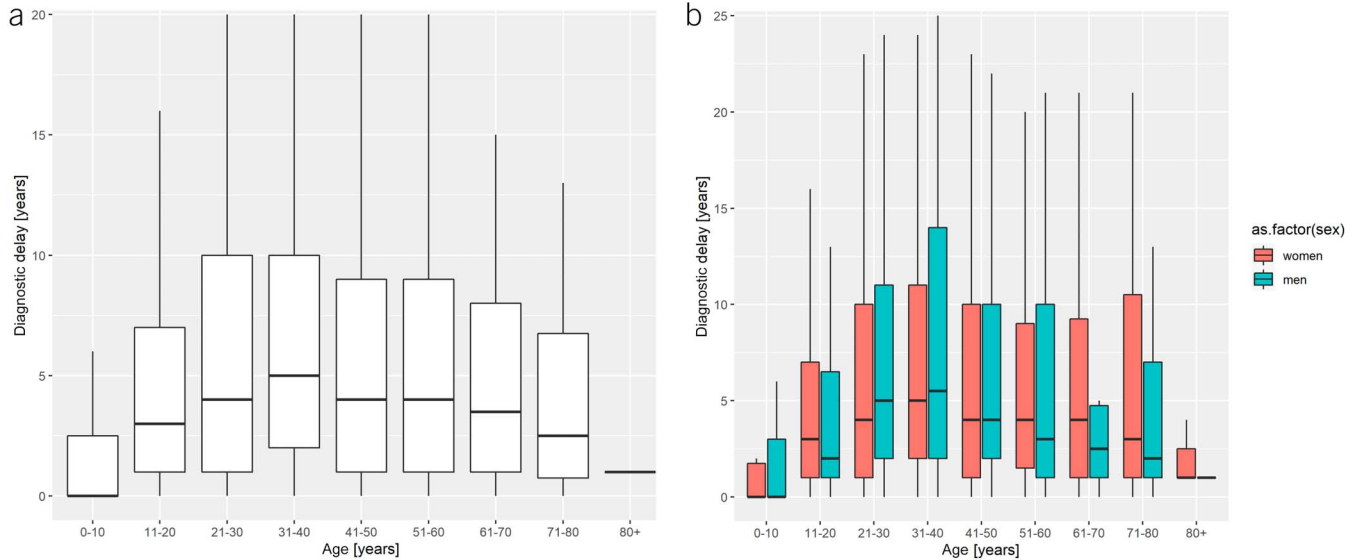 a
20
15
10
5
0
Diagnostic delay [years]
0-10 11-20 21-30 31-40 41-50 51-60 61-70 71-80 80+
Age [years]
b
25
20
15
10
5
0
Diagnostic delay [years]
0-10 11-20 21-30 31-40 41-50 51-60 61-70 71-80 80+
Age [years]
as.factor(sex)
women
men